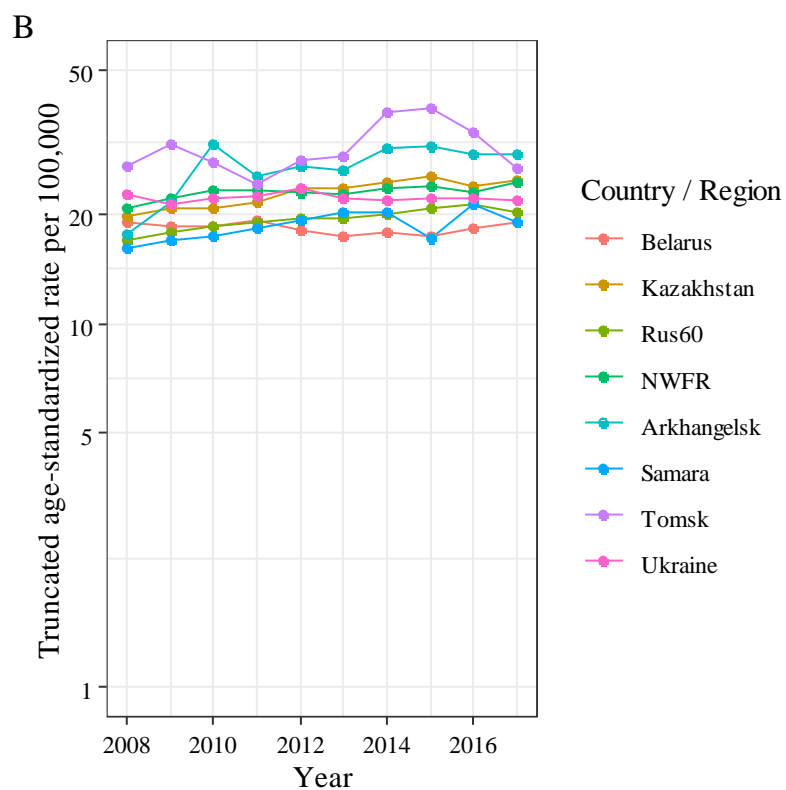 B
Truncated age-standardized rate per 100,000
50
20
10
5
1
2008 2010 2012 2014 2016
Year
Country / Region
Belarus
Kazakhstan
Rus60
NWFR
Arkhangelsk
Samara
Tomsk
Ukraine